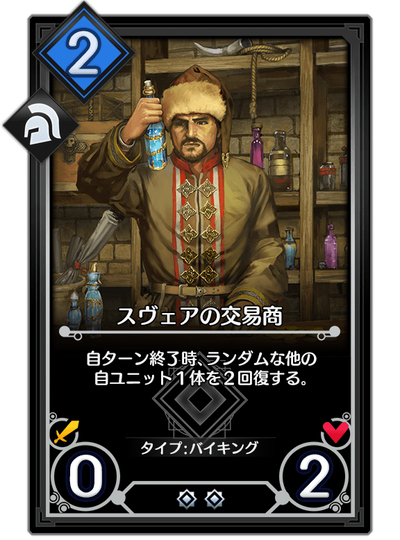 2
スヴェアの交易商
自ターン終了時、ランダムな他の
自ユニット1体を2回復する。
タイプ:バイキング
0
2